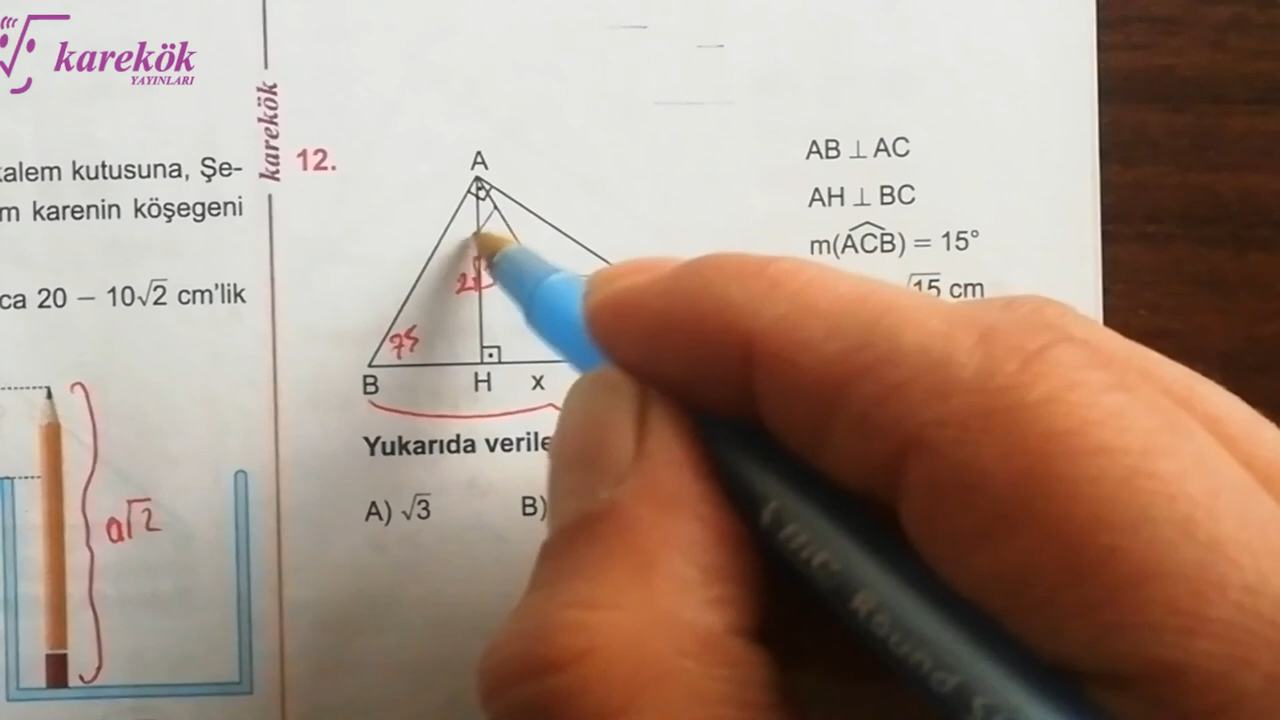 karekök
YAYINLARI
kalem kutusuna, Şe-
m karenin köşegeni
ca 20 – 10√2 cm'lik
a√2
karekök
12.
A
75
B
H
x
AB ⊥ AC
AH ⊥ BC
m(ACB) = 15°
√15 cm
Yukarıda verile
A) √3
B)